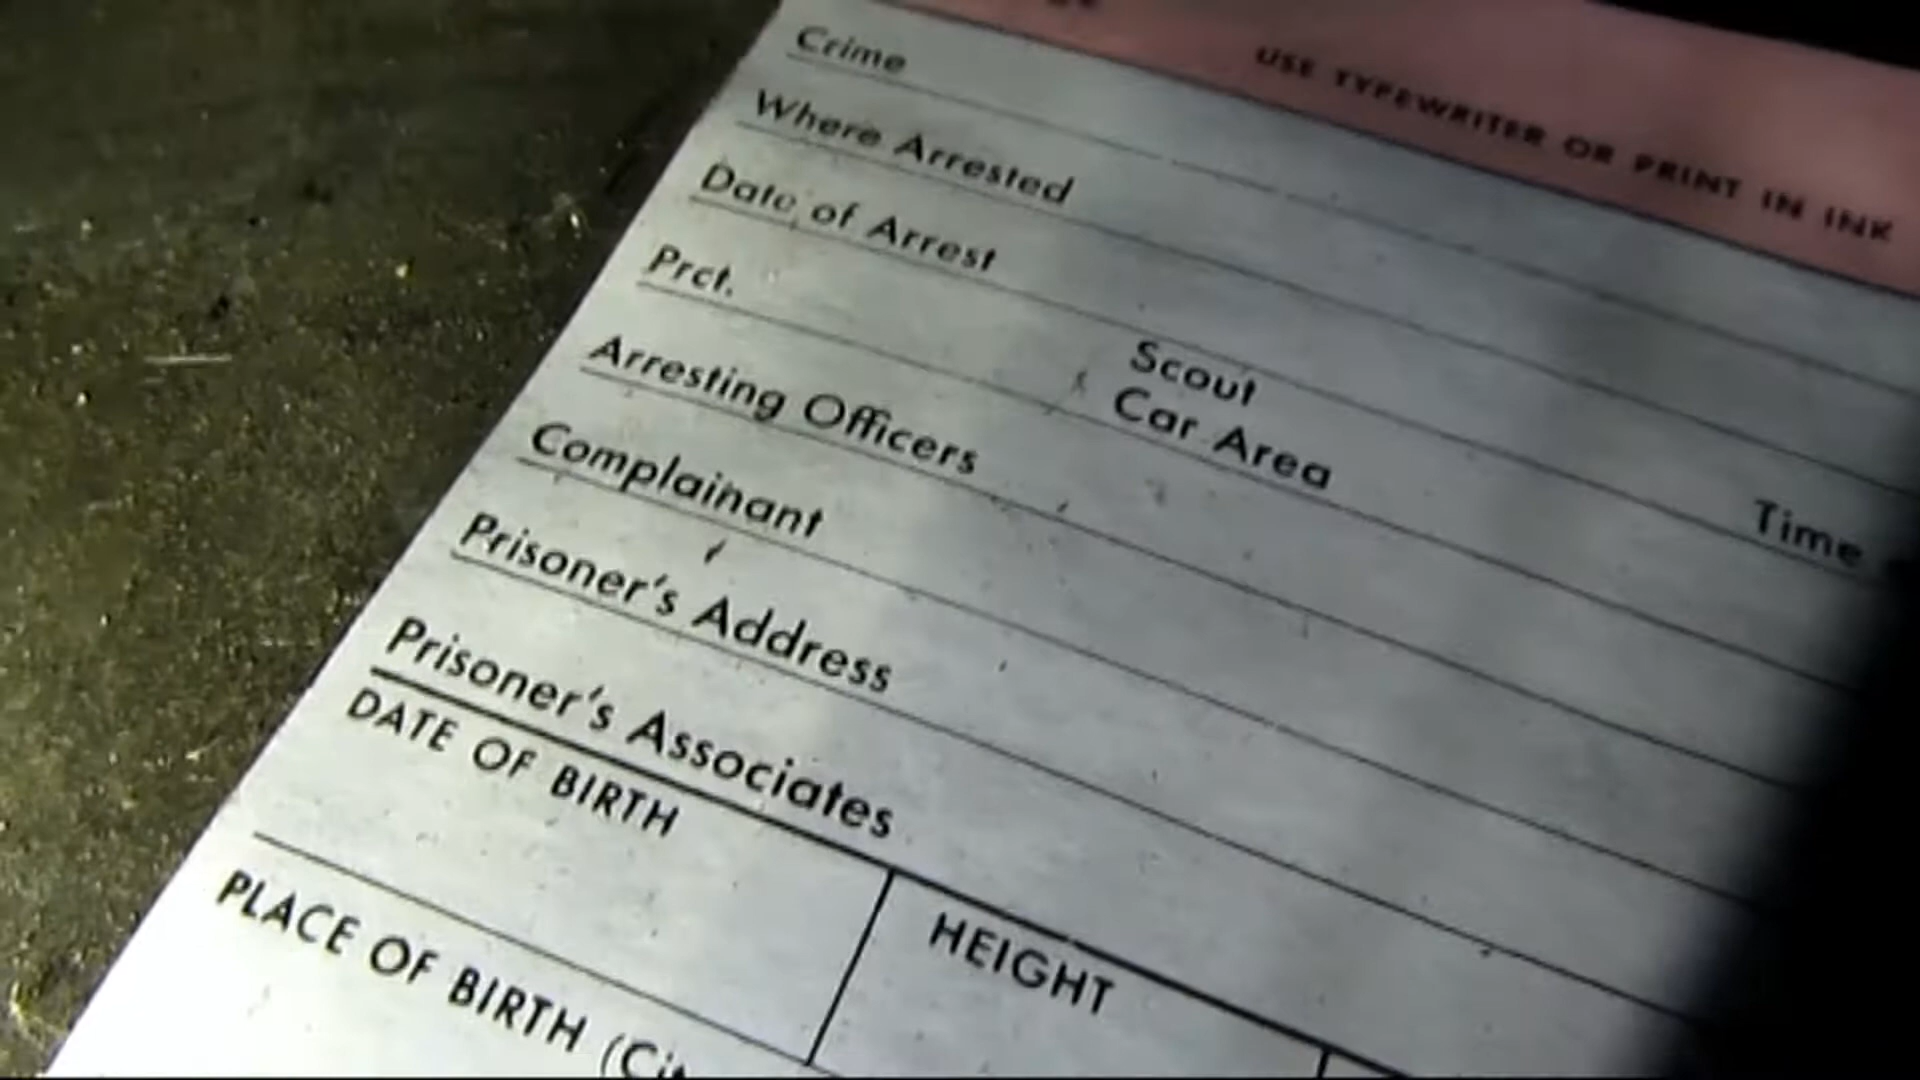 USE TYPEWRITER OR PRINT IN INK
Crime
Where Arrested
Date of Arrest
Prct.
Scout
Car Area
Time
Arresting Officers
Complainant
Prisoner's Address
Prisoner's Associates
DATE OF BIRTH
HEIGHT
PLACE OF BIRTH